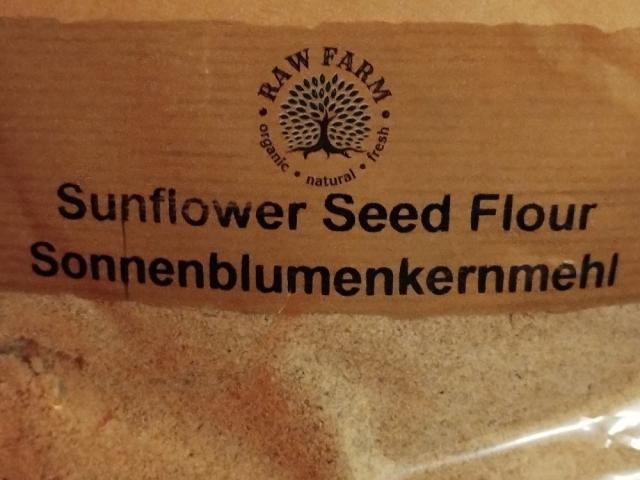 RAW FARM
organic • natural • fresh
Sunflower Seed Flour
Sonnenblumenkernmehl